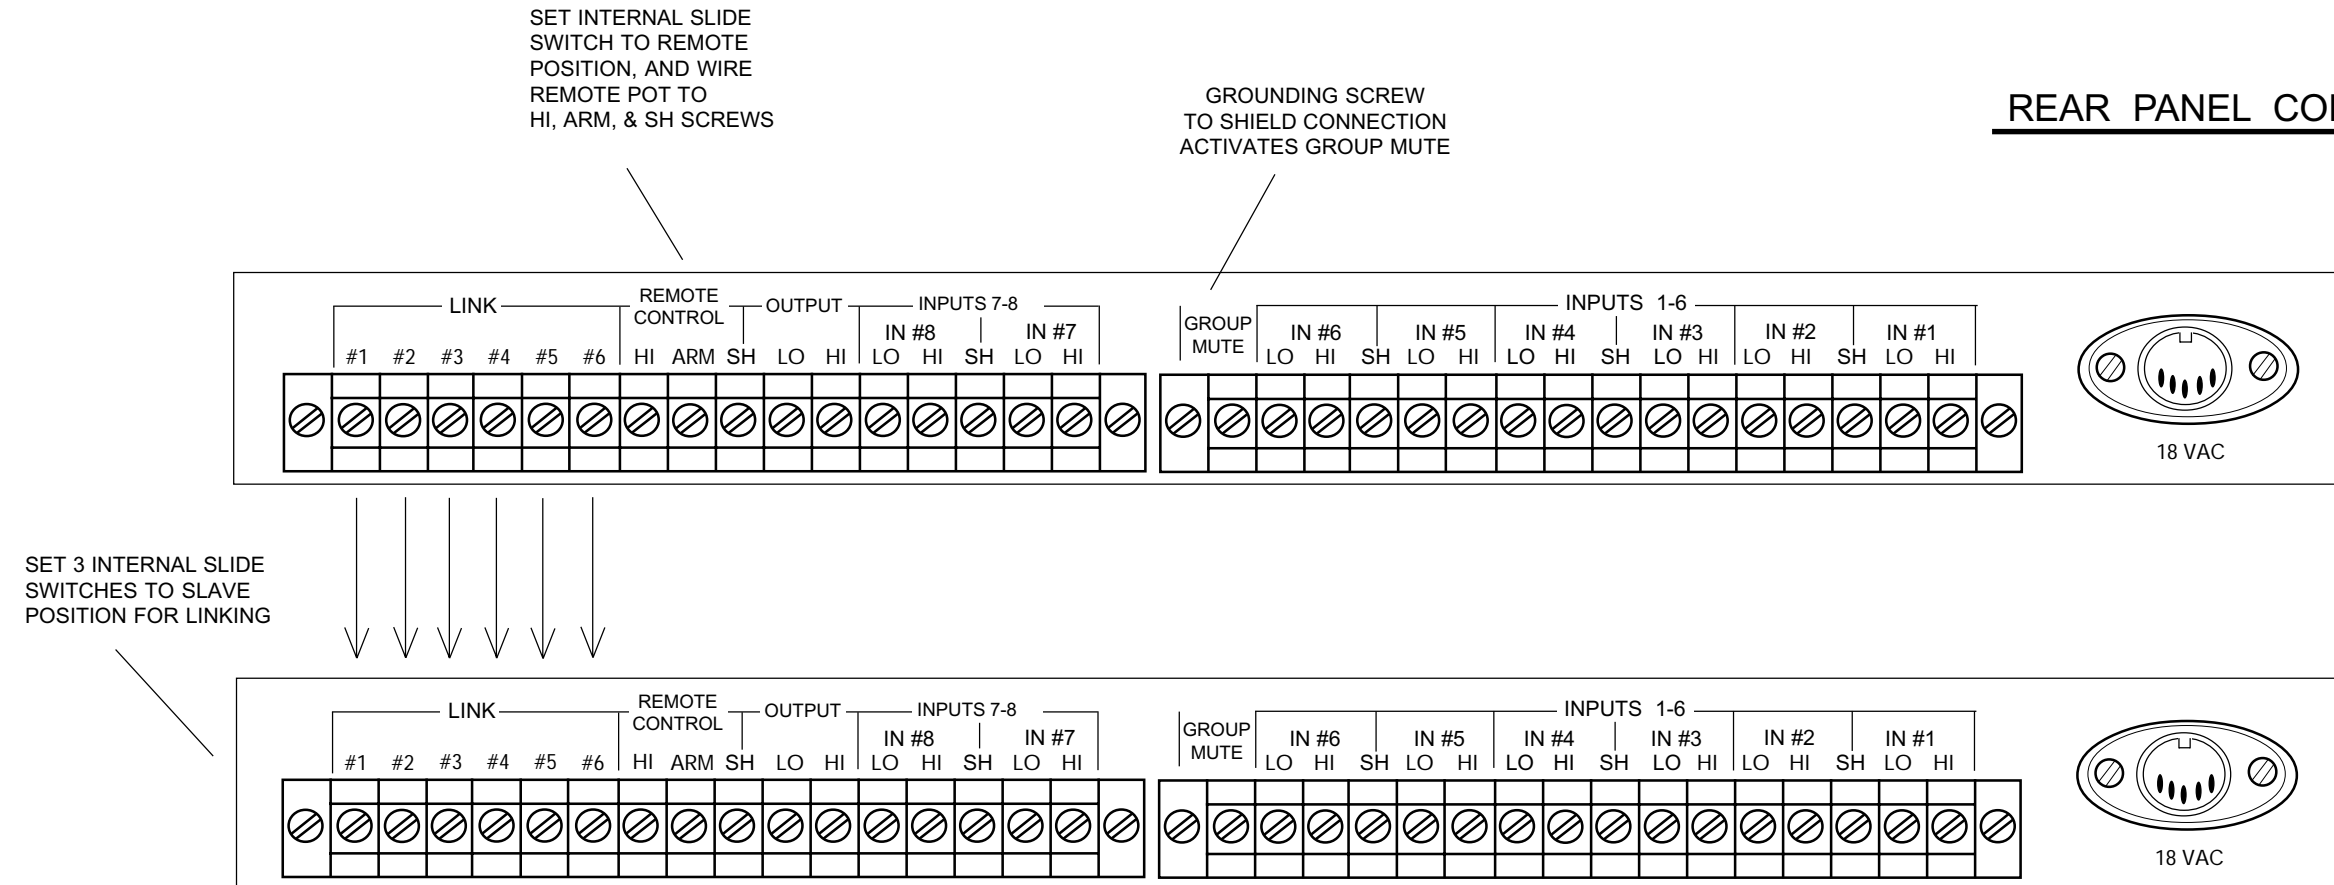 SET INTERNAL SLIDE
SWITCH TO REMOTE
POSITION, AND WIRE
REMOTE POT TO
HI, ARM, & SH SCREWS
GROUNDING SCREW
TO SHIELD CONNECTION
ACTIVATES GROUP MUTE
REAR PANEL
LINK REMOTE CONTROL OUTPUT INPUTS 7-8
IN #8 IN #7
#1 #2 #3 #4 #5 #6 HI ARM SH LO HI LO HI SH LO HI
GROUP MUTE INPUTS 1-6
IN #6 IN #5 IN #4 IN #3 IN #2 IN #1
LO HI SH LO HI LO HI SH LO HI LO HI SH LO HI
18 VAC
SET 3 INTERNAL SLIDE
SWITCHES TO SLAVE
POSITION FOR LINKING
LINK REMOTE CONTROL OUTPUT INPUTS 7-8
IN #8 IN #7
#1 #2 #3 #4 #5 #6 HI ARM SH LO HI LO HI SH LO HI
GROUP MUTE INPUTS 1-6
IN #6 IN #5 IN #4 IN #3 IN #2 IN #1
LO HI SH LO HI LO HI SH LO HI LO HI SH LO HI
18 VAC